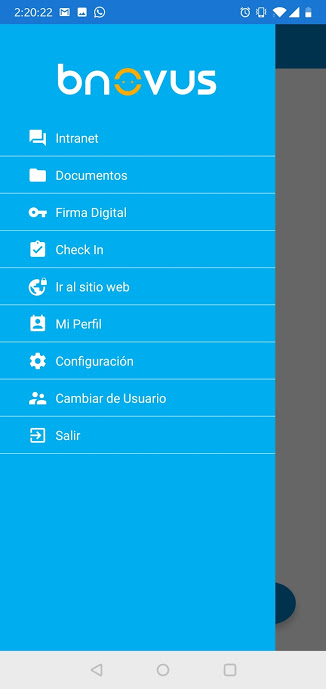 2:20:22
bnovus
Intranet
Documentos
Firma Digital
Check In
Ir al sitio web
Mi Perfil
Configuración
Cambiar de Usuario
Salir